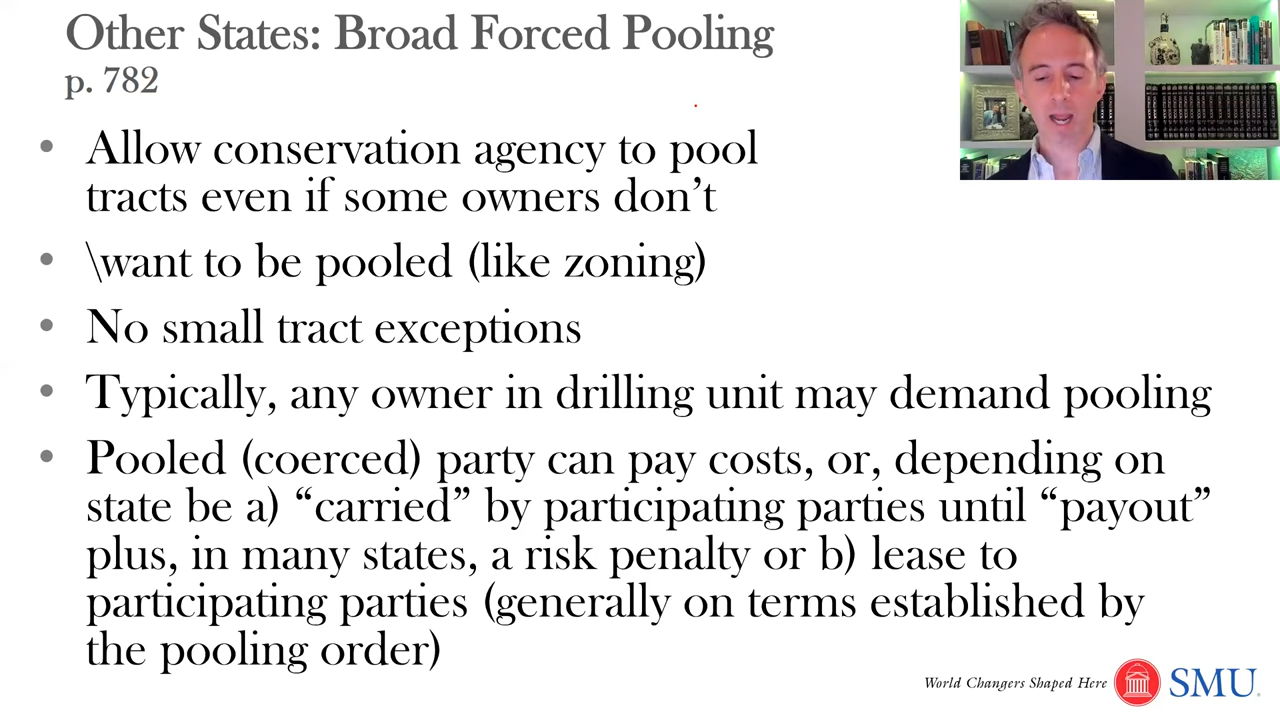 Other States: Broad Forced Pooling
p. 782
• Allow conservation agency to pool
tracts even if some owners don’t
• \want to be pooled (like zoning)
• No small tract exceptions
• Typically, any owner in drilling unit may demand pooling
• Pooled (coerced) party can pay costs, or, depending on
state be a) “carried” by participating parties until “payout”
plus, in many states, a risk penalty or b) lease to
participating parties (generally on terms established by
the pooling order)
World Changers Shaped Here
SMU